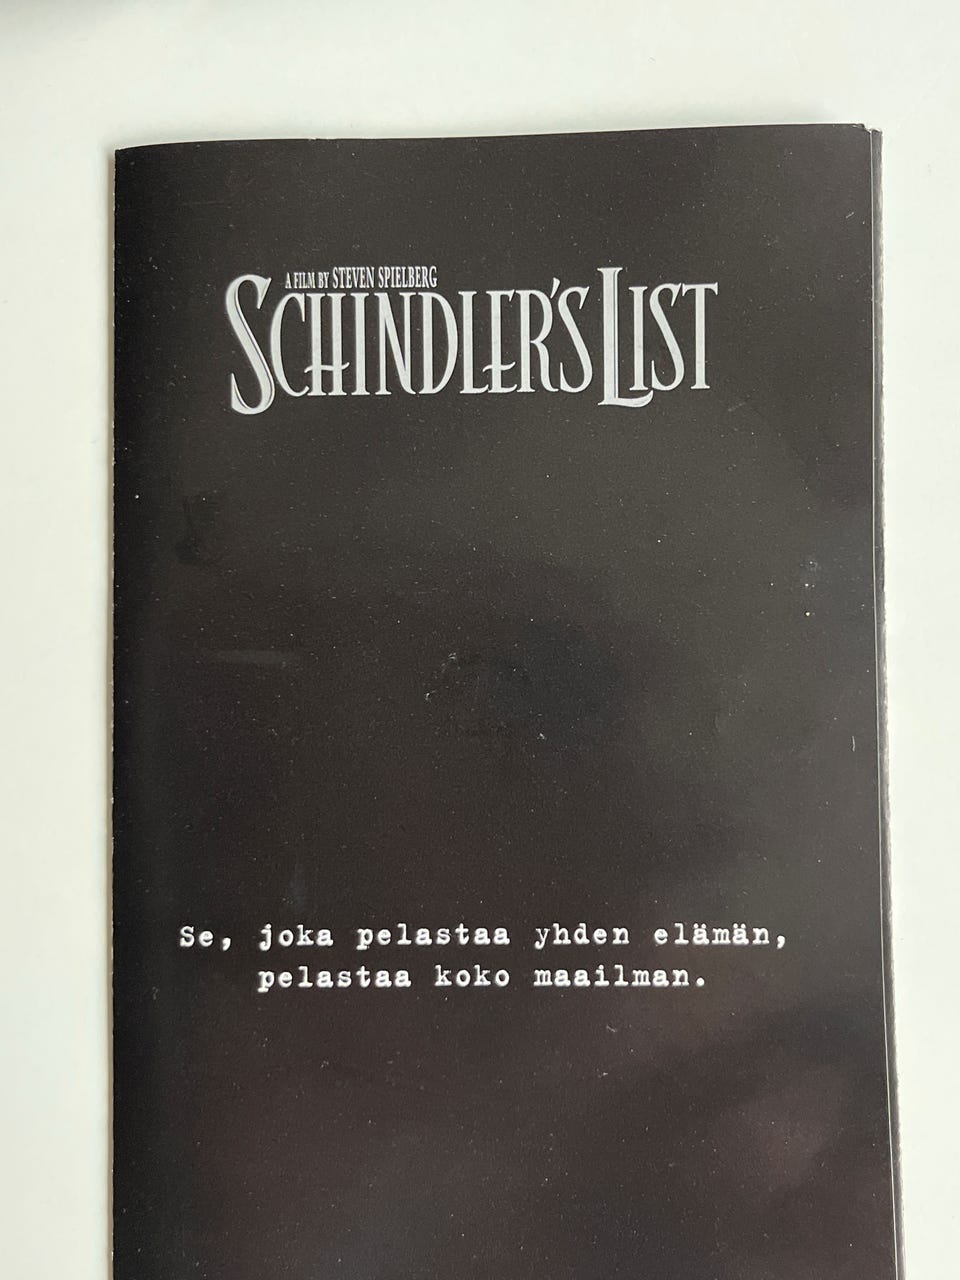 A FILM BY STEVEN SPIELBERG
SCHINDLER'S LIST
Se, joka pelastaa yhden elämän,
pelastaa koko maailman.